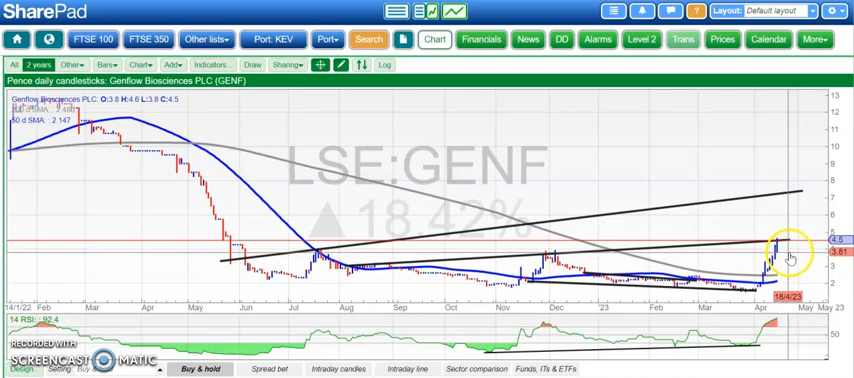 SharePad
Layout: Default layout
FTSE 100 FTSE 350 Other lists Port: KEV Port Search Chart Financials News DD Alarms Level 2 Trans Prices Calendar More
All 2 years Other Bars Chart Add Indicators... Draw Sharing Log
Pence daily candlesticks: Genflow Biosciences PLC (GENF)
Genflow Biosciences PLC: O:3.8 H:4.6 L:3.8 C:4.5
50 d SMA: 2.147
LSE:GENF
18.42%
13
12
11
10
9
8
7
6
5
4.5
3.81
3
2
18/4/23
14/1/22 Feb Mar Apr May Jun Jul Aug Sep Oct Nov Dec '23 Feb Mar Apr May May 23
14 RSI: 92.4
50
RECORDED WITH
SCREENCAST MATIC
Design... Setting Buy & hold Spread bet Intraday candles Intraday line Sector comparison Funds, ITs & ETFs